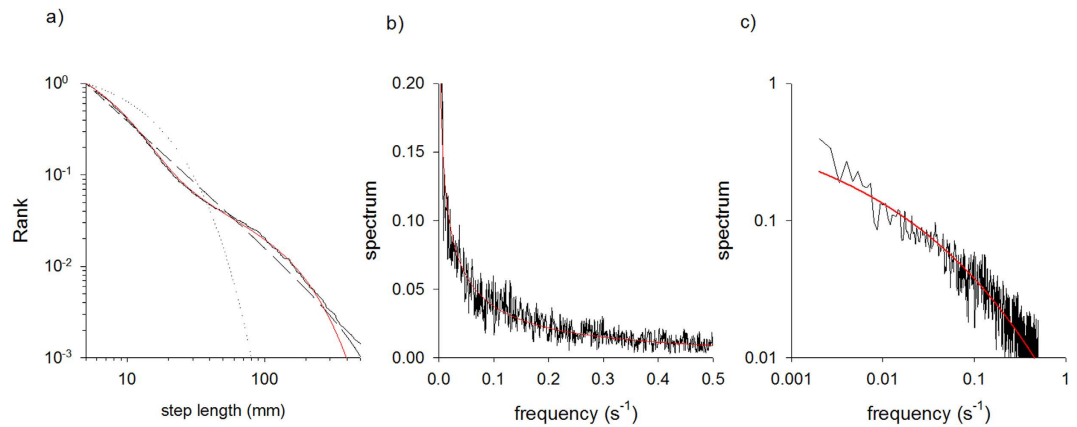 a)
b)
c)
Rank
10⁰
10⁻¹
10⁻²
10⁻³
10
100
step length (mm)
spectrum
0.20
0.15
0.10
0.05
0.00
0.0
0.1
0.2
0.3
0.4
0.5
frequency (s⁻¹)
spectrum
1
0.1
0.01
0.001
0.01
0.1
1
frequency (s⁻¹)